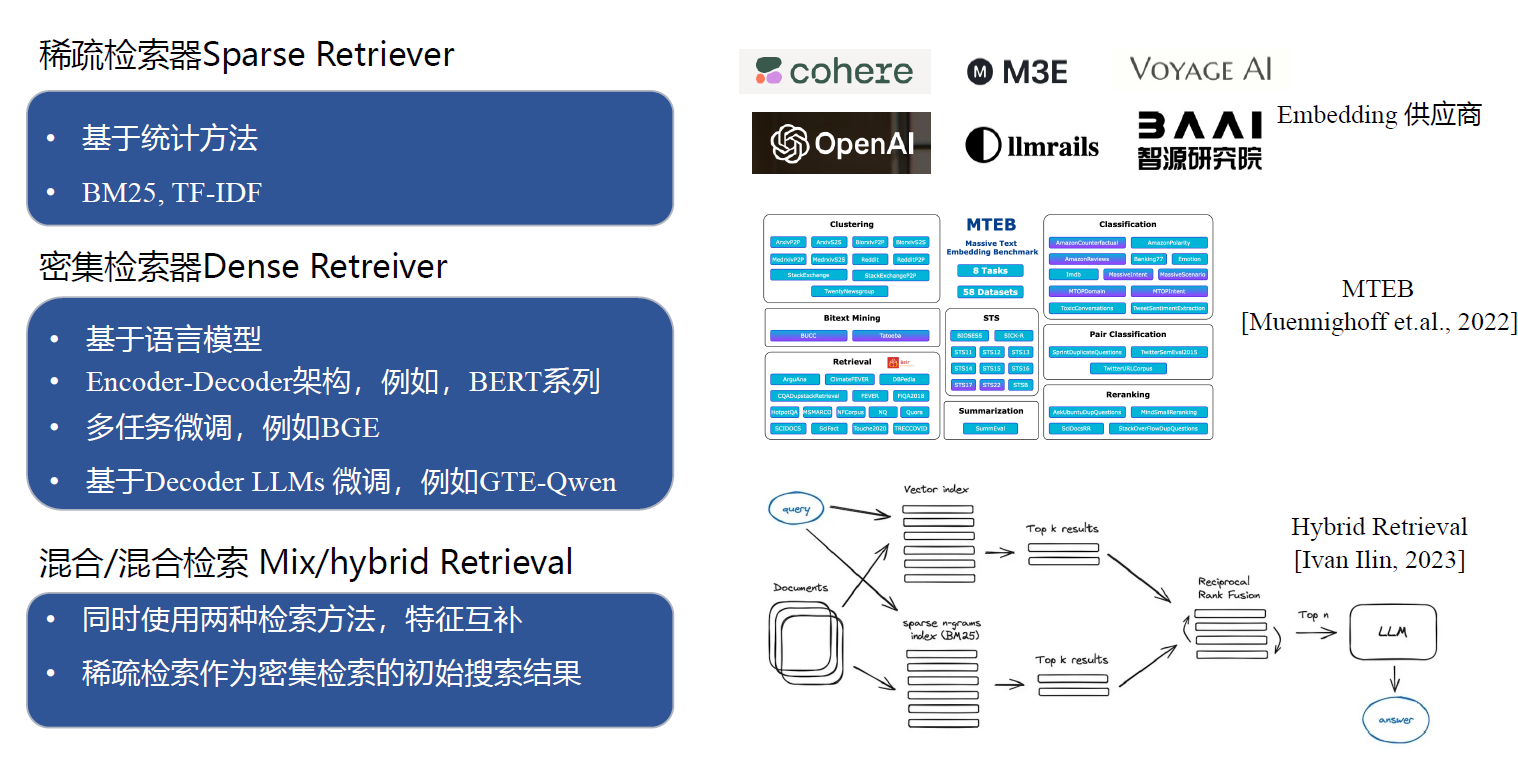 稀疏检索器Sparse Retriever
• 基于统计方法
• BM25, TF-IDF
密集检索器Dense Retreiver
• 基于语言模型
• Encoder-Decoder架构，例如，BERT系列
• 多任务微调，例如BGE
• 基于Decoder LLMs 微调，例如GTE-Qwen
混合/混合检索 Mix/hybrid Retrieval
• 同时使用两种检索方法，特征互补
• 稀疏检索作为密集检索的初始搜索结果
cohere
M M3E
VOYAGE AI
OpenAI
llmrails
BAAI
智源研究院
Embedding 供应商
Clustering
ArxivP2P ArxivS2S BiorxivP2P BiorxivS2S
MedrxivP2P MedrxivS2S Reddit RedditP2P
StackExchange StackExchangeP2P
TwentyNewsgroup
Bitext Mining
BUCC Tatoeba
Retrieval
ArguAna ClimateFEVER DBPedia
CQADupstackRetrieval FEVER FiQA2018
HotpotQA MSMARCO NFCorpus NQ Quora
SCIDOCS SciFact Touche2020 TRECCOVID
MTEB
Massive Text
Embedding Benchmark
8 Tasks
58 Datasets
STS
BIOSESS SICK-R
STS11 STS12 STS13
STS14 STS15 STS16
STS17 STS22 STSB
Summarization
SummEval
Classification
AmazonCounterfactual AmazonPolarity
AmazonReviews Banking77 Emotion
Imdb MassiveIntent MassiveScenario
MTOPDomain MTOPIntent
ToxicConversations TweetSentimentExtraction
Pair Classification
SprintDuplicateQuestions TwitterSemEval2015
TwitterURLCorpus
Reranking
AskUbuntuDupQuestions MindSmallReranking
SciDocsRR StackOverFlowDupQuestions
MTEB
[Muennighoff et.al., 2022]
query
Documents
Vector index
sparse n-grams
index (BM25)
Top k results
Top k results
Reciprocal
Rank Fusion
Top n
LLM
answer
Hybrid Retrieval
[Ivan Ilin, 2023]